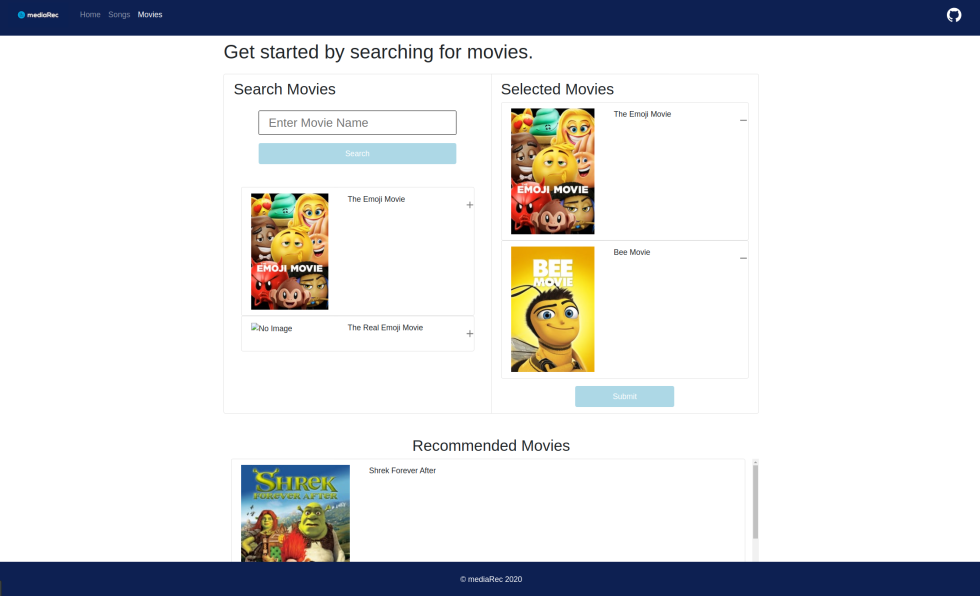 mediaRec Home Songs Movies
Get started by searching for movies.
Search Movies
Enter Movie Name
Search
The Emoji Movie
EMOJI MOVIE
No Image
The Real Emoji Movie
Selected Movies
The Emoji Movie
EMOJI MOVIE
Bee Movie
BEE
MOVIE
Submit
Recommended Movies
Shrek Forever After
SHREK
FOREVER AFTER
© mediaRec 2020